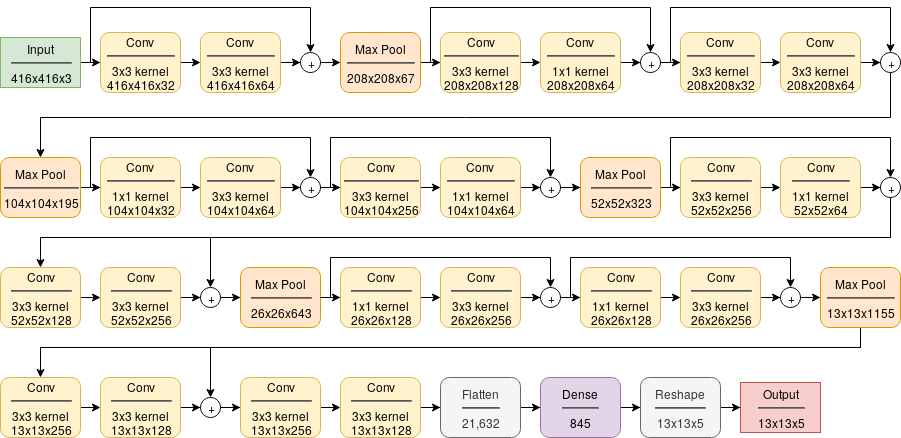 Input
416x416x3
Conv
3x3 kernel
416x416x32
Conv
3x3 kernel
416x416x64
+
Max Pool
208x208x67
Conv
3x3 kernel
208x208x128
Conv
1x1 kernel
208x208x64
+
Conv
3x3 kernel
208x208x32
Conv
3x3 kernel
208x208x64
+
Max Pool
104x104x195
Conv
1x1 kernel
104x104x32
Conv
3x3 kernel
104x104x64
+
Conv
3x3 kernel
104x104x256
Conv
1x1 kernel
104x104x64
+
Max Pool
52x52x323
Conv
3x3 kernel
52x52x256
Conv
1x1 kernel
52x52x64
+
Conv
3x3 kernel
52x52x128
Conv
3x3 kernel
52x52x256
+
Max Pool
26x26x643
Conv
1x1 kernel
26x26x128
Conv
3x3 kernel
26x26x256
+
Conv
1x1 kernel
26x26x128
Conv
3x3 kernel
26x26x256
+
Max Pool
13x13x1155
Conv
3x3 kernel
13x13x256
Conv
3x3 kernel
13x13x128
+
Conv
3x3 kernel
13x13x256
Conv
3x3 kernel
13x13x128
Flatten
21,632
Dense
845
Reshape
13x13x5
Output
13x13x5